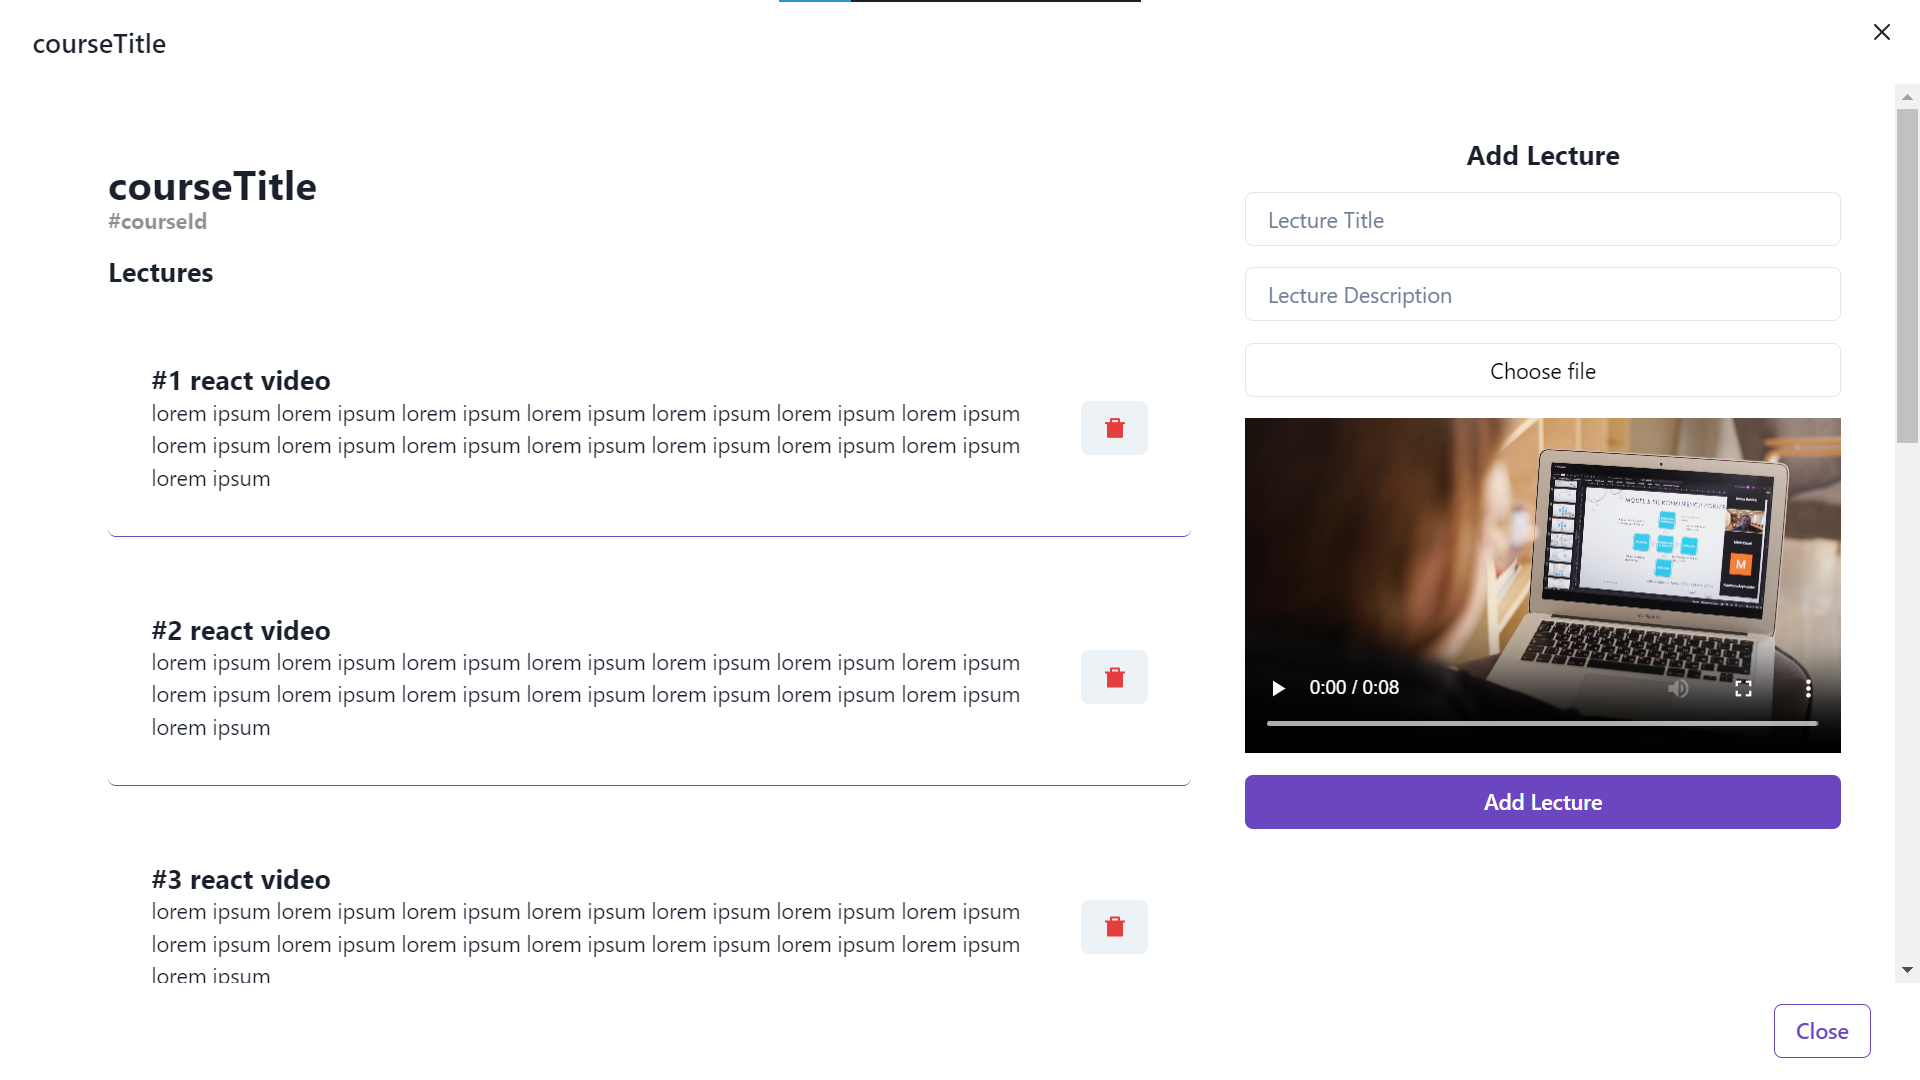 courseTitle
courseTitle
#courseId
Lectures
#1 react video
lorem ipsum lorem ipsum lorem ipsum lorem ipsum lorem ipsum lorem ipsum lorem ipsum
lorem ipsum lorem ipsum lorem ipsum lorem ipsum lorem ipsum lorem ipsum lorem ipsum
lorem ipsum
#2 react video
lorem ipsum lorem ipsum lorem ipsum lorem ipsum lorem ipsum lorem ipsum lorem ipsum
lorem ipsum lorem ipsum lorem ipsum lorem ipsum lorem ipsum lorem ipsum lorem ipsum
lorem ipsum
#3 react video
lorem ipsum lorem ipsum lorem ipsum lorem ipsum lorem ipsum lorem ipsum lorem ipsum
lorem ipsum lorem ipsum lorem ipsum lorem ipsum lorem ipsum lorem ipsum lorem ipsum
lorem ipsum
Add Lecture
Lecture Title
Lecture Description
Choose file
M
0:00 / 0:08
Add Lecture
Close